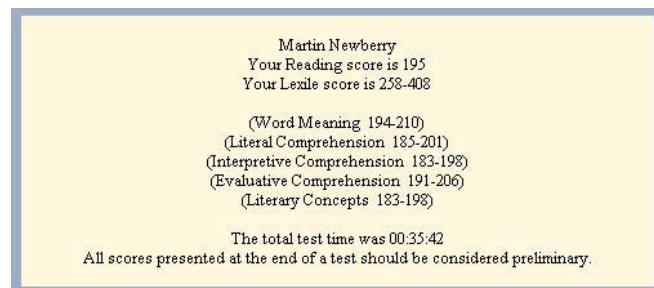 Martin Newberry
Your Reading score is 195
Your Lexile score is 258-408
(Word Meaning 194-210)
(Literal Comprehension 185-201)
(Interpretive Comprehension 183-198)
(Evaluative Comprehension 191-206)
(Literary Concepts 183-198)
The total test time was 00:35:42
All scores presented at the end of a test should be considered preliminary.